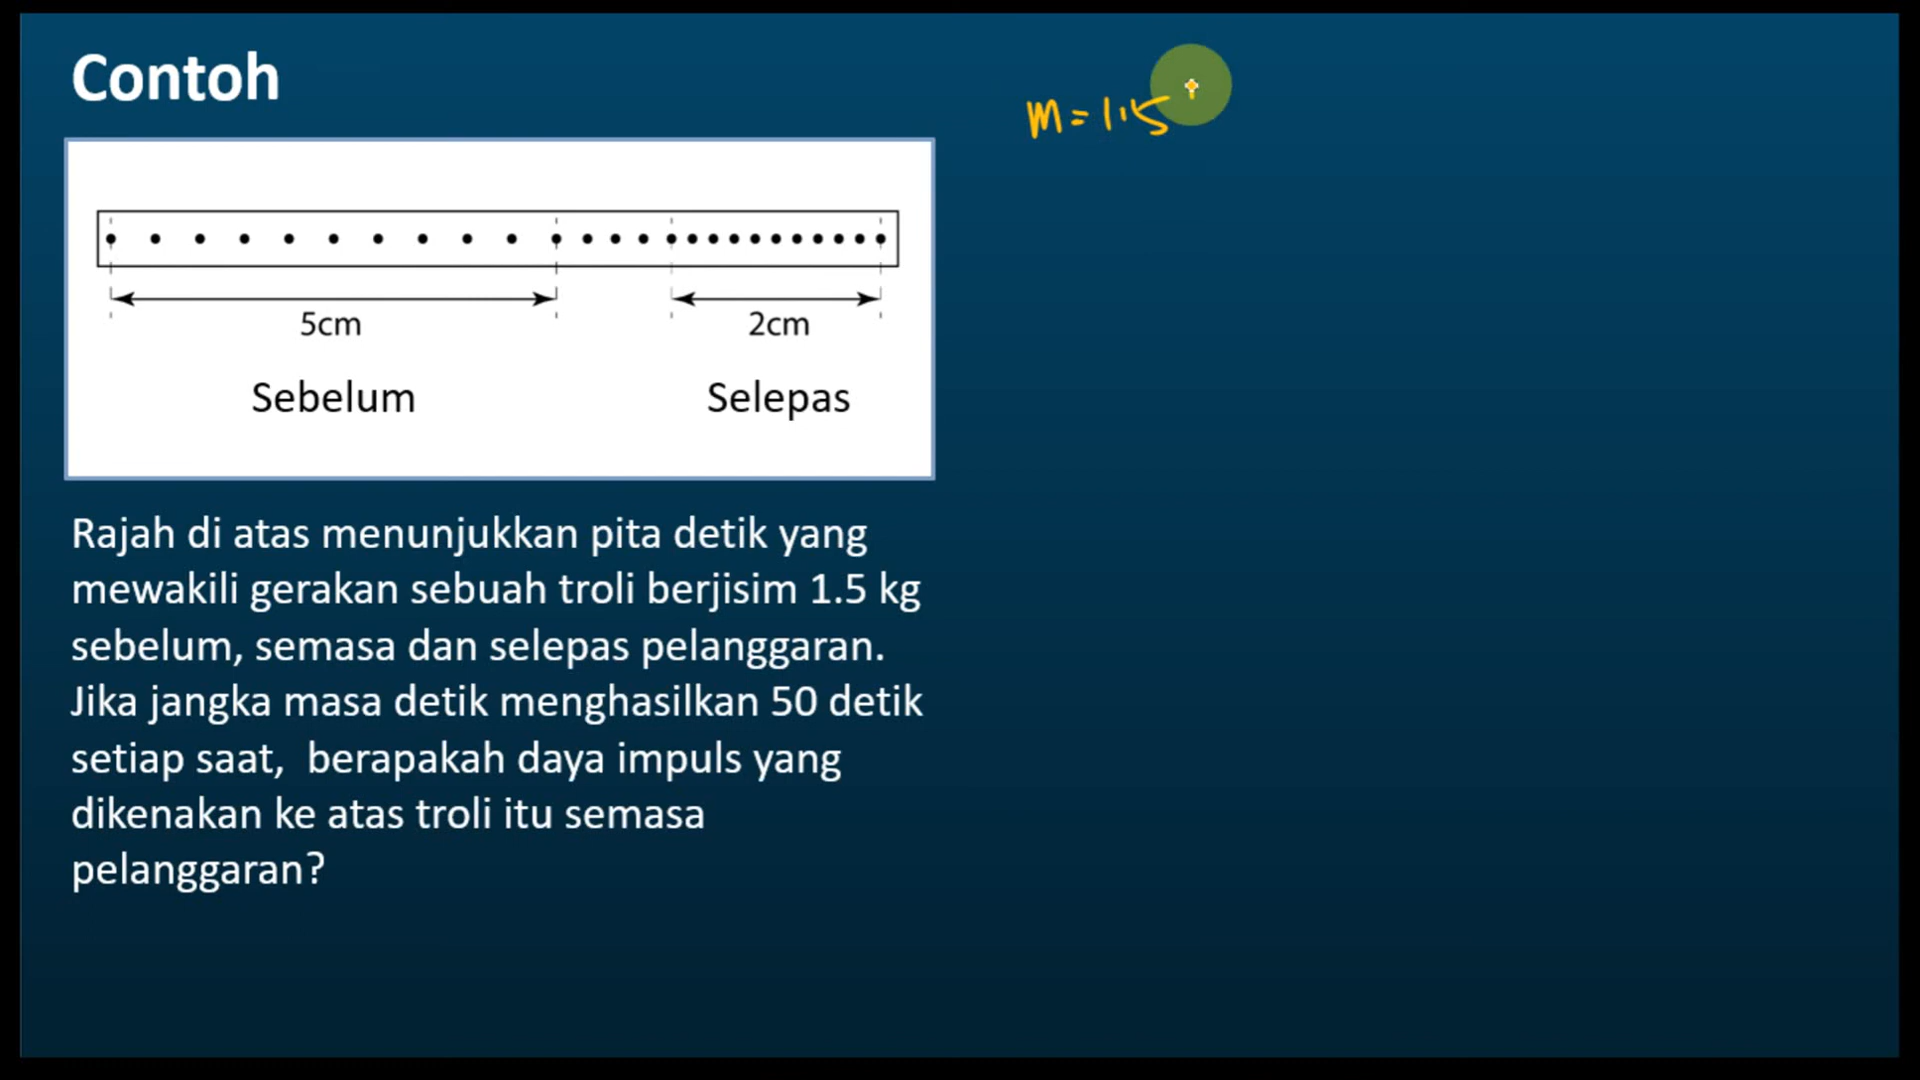 Contoh
m = 1.5
5cm
2cm
Sebelum
Selepas
Rajah di atas menunjukkan pita detik yang
mewakili gerakan sebuah troli berjisim 1.5 kg
sebelum, semasa dan selepas pelanggaran.
Jika jangka masa detik menghasilkan 50 detik
setiap saat,  berapakah daya impuls yang
dikenakan ke atas troli itu semasa
pelanggaran?